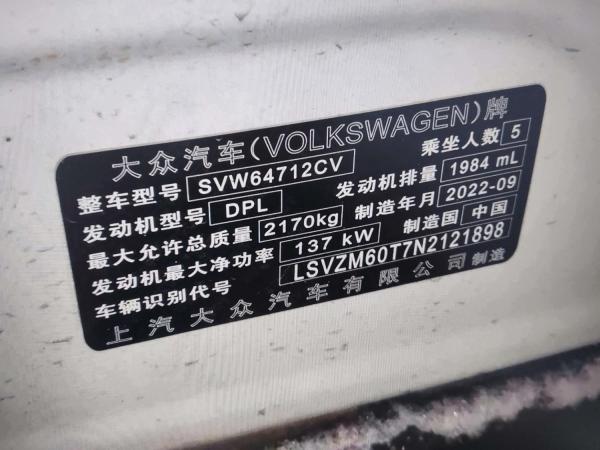 大众汽车(VOLKSWAGEN)牌
整车型号 SVW64712CV 乘坐人数 5
发动机型号 DPL 发动机排量 1984 mL
最大允许总质量 2170kg 制造年月 2022-09
发动机最大净功率 137 kW 制造国 中国
车辆识别代号 LSVZM60T7N2121898
上汽大众汽车有限公司制造